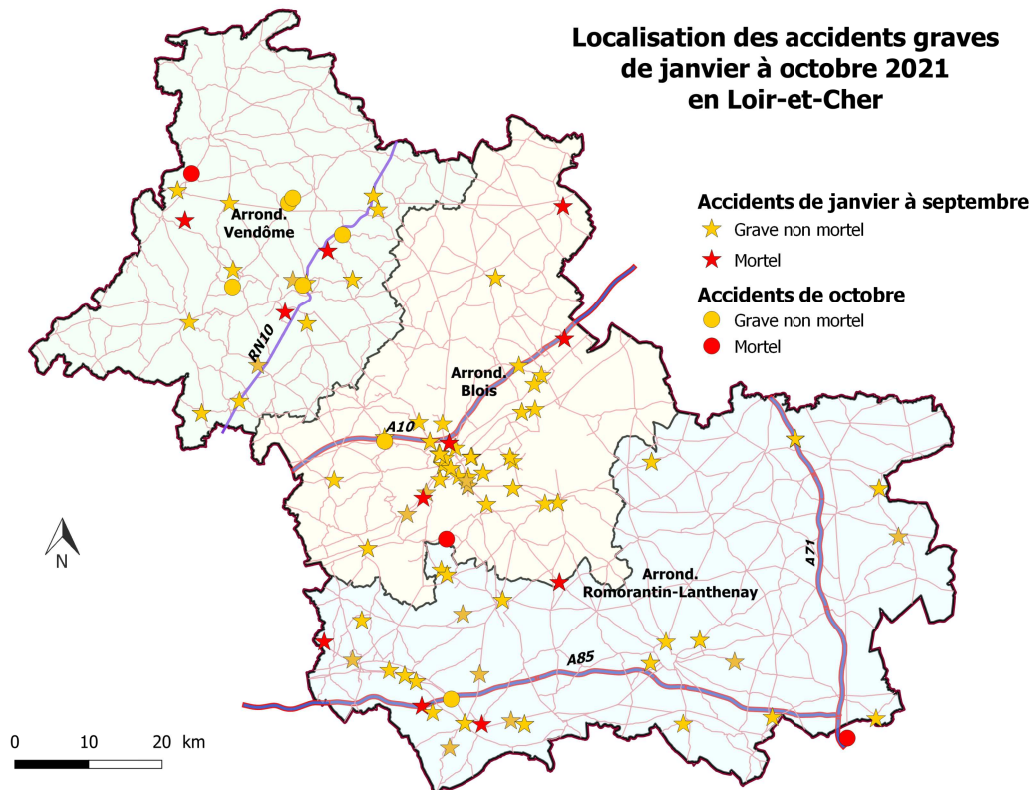 Localisation des accidents graves
de janvier à octobre 2021
en Loir-et-Cher
Accidents de janvier à septembre
Grave non mortel
Mortel
Accidents de octobre
Grave non mortel
Mortel
Arrond.
Vendôme
RN10
Arrond.
Blois
A10
A71
Arrond.
Romorantin-Lanthenay
A85
N
0 10 20 km